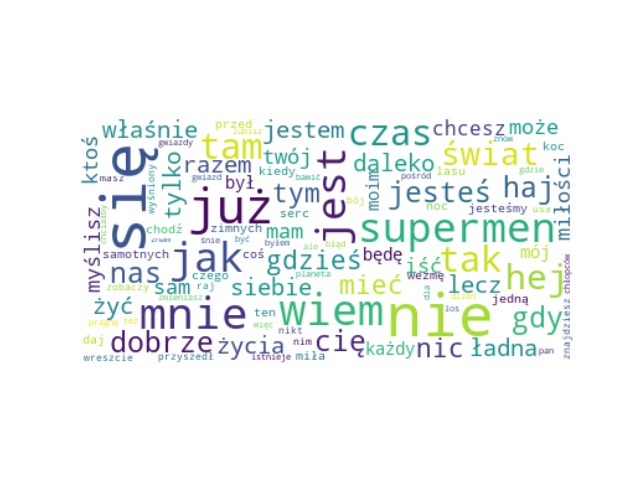 właśnie
przed
lubisz
jestem
czas
chcesz
może
ktoś
się
gwiazdy
tam
twój
jest
świat
koc
masz
wyśniony
tylko
razem
kiedy
daleko
lasu
gdzie
miłości
był
tym
moim
pośród
jesteś
haj
myślisz
już
serc
bój
noc
jesteśmy
usa
chodź
zimnych
mam
supermen
samotnych
jak
coś
gdzieś
będę
iść
tak
mój
nas
czego
weźmę
hej
chłopców
zobaczy
sam
raj
siebie
planeta
mieć
lecz
zmieniasz
żyć
mnie
ten
wiem
nie
dzień
jedną
gdy
pragnę
też
więc
los
nikt
daj
dobrze
życia
nim
cię
każdy
nic
ładna
pan
znajdziesz
wreszcie
przyszedł
istnieje
miła
gwiazd
śnie
być
byłem
ale
błąd
bawić
znów